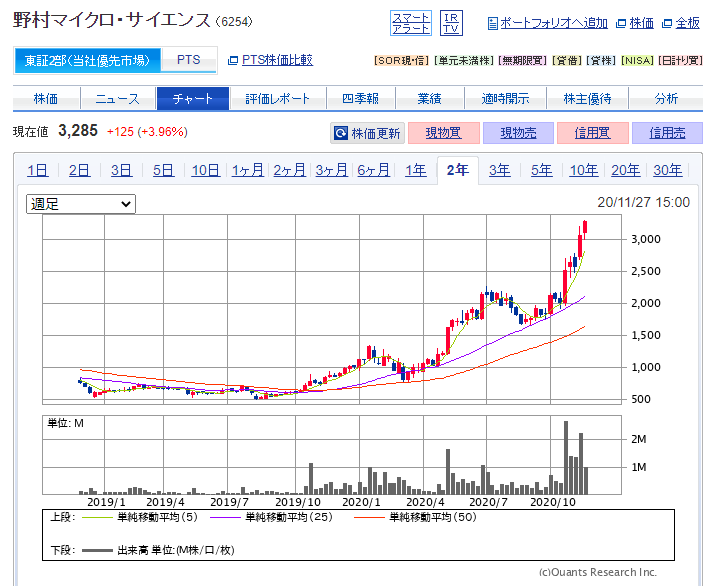 野村マイクロ・サイエンス (6254)
スマート
アラート
IR
TV
ポートフォリオへ追加 株価 全板
東証2部(当社優先市場) PTS PTS株価比較
[SOR現・信] [単元未満株] [無期限買] [貸借] [貸株] [NISA] [日計り買]
株価 ニュース チャート 評価レポート 四季報 業績 適時開示 株主優待 分析
現在値 3,285 +125 (+3.96%) 株価更新 現物買 現物売 信用買 信用売
1日 2日 3日 5日 10日 1ヶ月 2ヶ月 3ヶ月 6ヶ月 1年 2年 3年 5年 10年 20年 30年
週足 20/11/27 15:00
3,000
2,500
2,000
1,500
1,000
500
単位: M
2M
1M
2019/1 2019/4 2019/7 2019/10 2020/1 2020/4 2020/7 2020/10
上段: 単純移動平均(5) 単純移動平均(25) 単純移動平均(50)
下段: 出来高 単位:(M株/口/枚)
(c)Quants Research Inc.